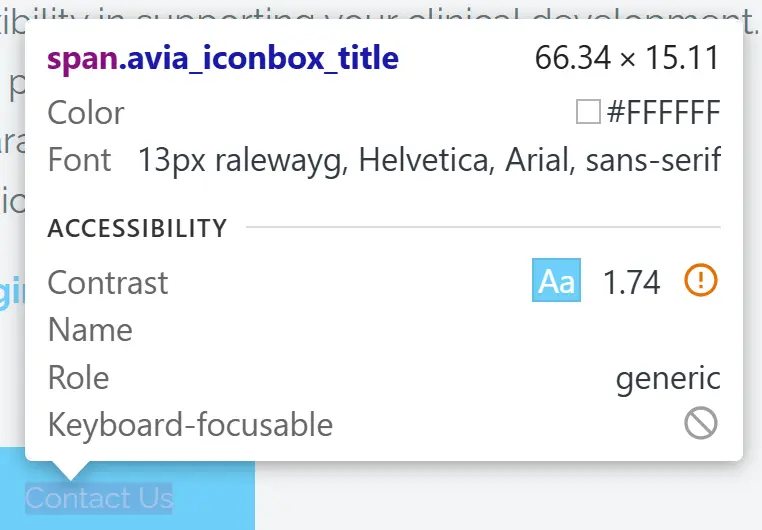 xibility in supporting your clinical development.
span.avia_iconbox_title 66.34 × 15.11
Color #FFFFFF
Font 13px ralewayg, Helvetica, Arial, sans-serif
ACCESSIBILITY
Contrast Aa 1.74
Name
Role generic
Keyboard-focusable
Contact Us